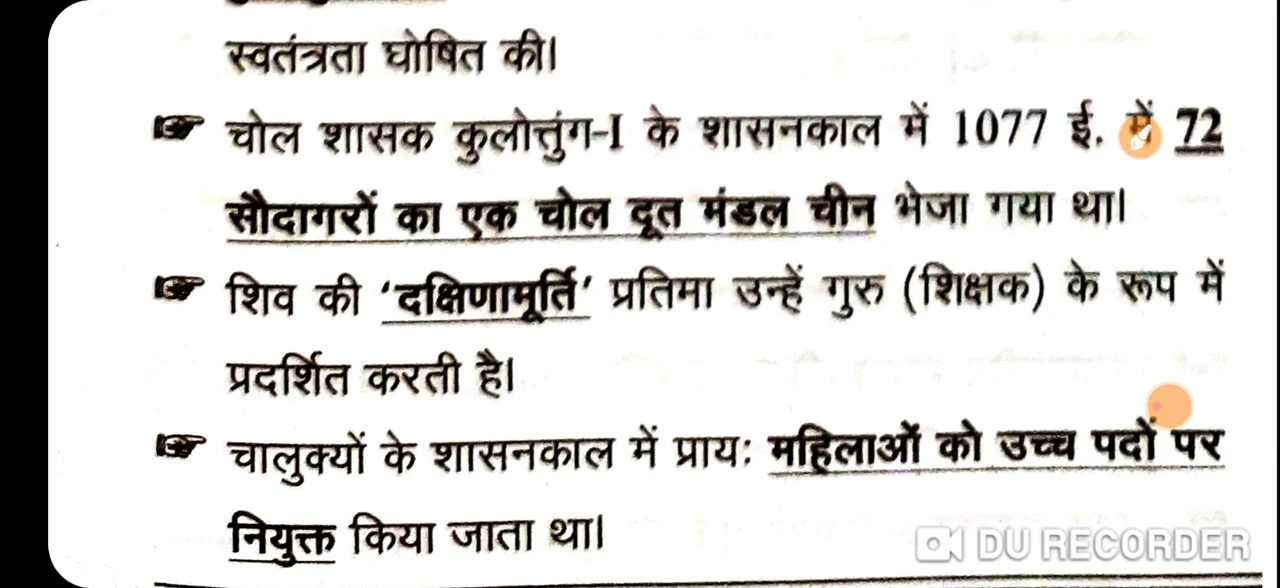 स्वतंत्रता घोषित की।
☞ चोल शासक कुलोत्तुंग-I के शासनकाल में 1077 ई. में 72
सौदागरों का एक चोल दूत मंडल चीन भेजा गया था।
☞ शिव की ‘दक्षिणामूर्ति’ प्रतिमा उन्हें गुरु (शिक्षक) के रूप में
प्रदर्शित करती है।
☞ चालुक्यों के शासनकाल में प्रायः महिलाओं को उच्च पदों पर
नियुक्त किया जाता था।
DU RECORDER